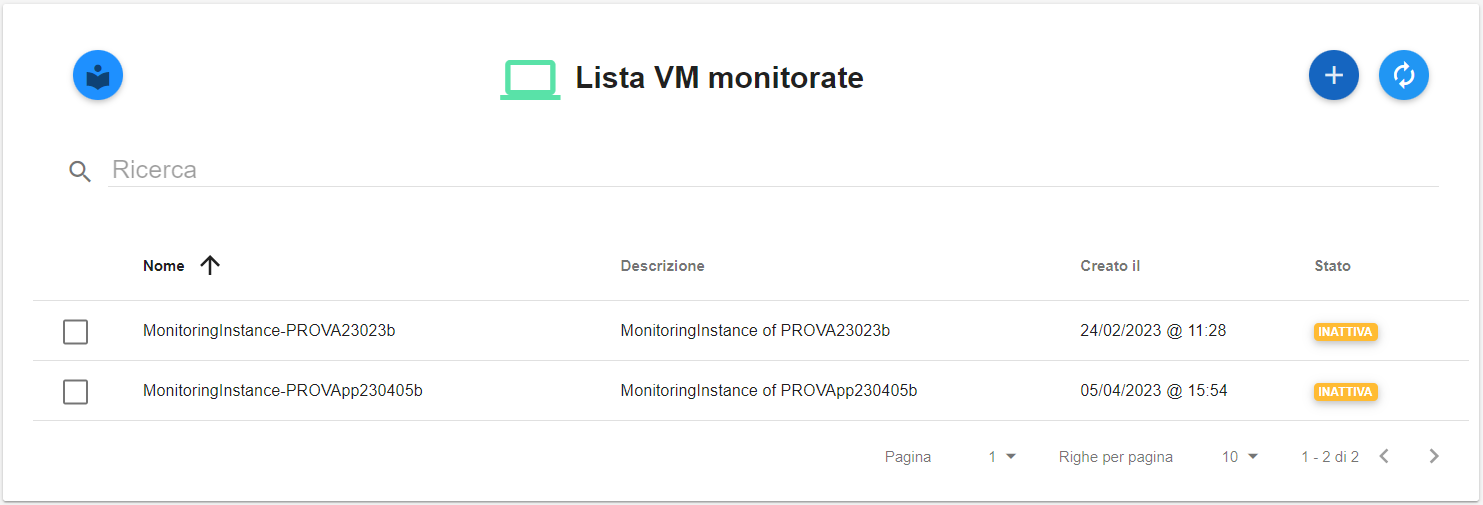 Lista VM monitorate
Ricerca
Nome Descrizione Creato il Stato
MonitoringInstance-PROVA23023b MonitoringInstance of PROVA23023b 24/02/2023 @ 11:28 INATTIVA
MonitoringInstance-PROVApp230405b MonitoringInstance of PROVApp230405b 05/04/2023 @ 15:54 INATTIVA
Pagina 1 Righe per pagina 10 1 - 2 di 2